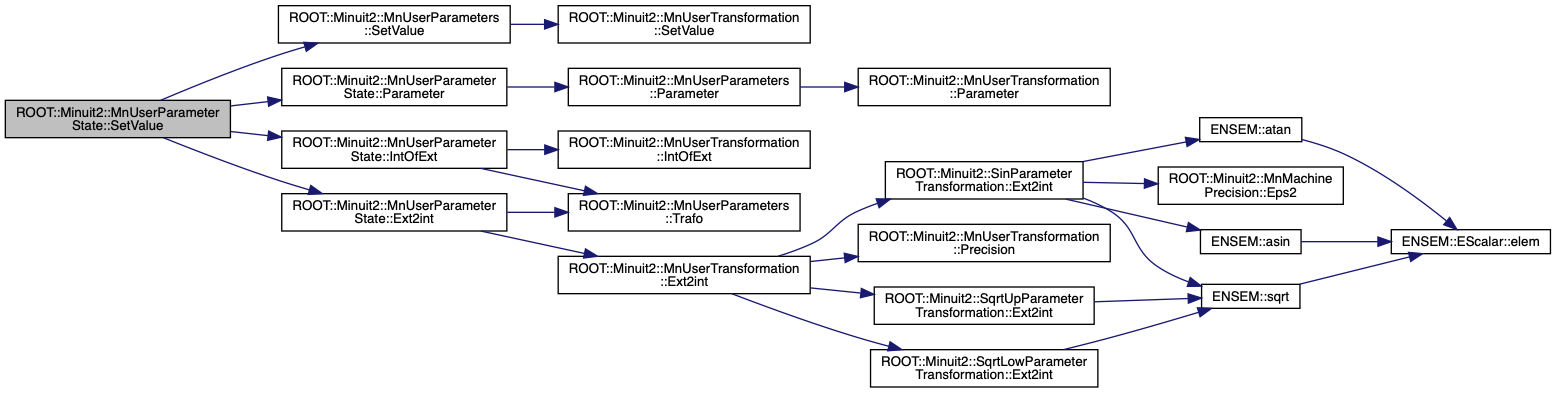 ROOT::Minuit2::MnUserParameter
State::SetValue
ROOT::Minuit2::MnUserParameters
::SetValue
ROOT::Minuit2::MnUserTransformation
::SetValue
ROOT::Minuit2::MnUserParameter
State::Parameter
ROOT::Minuit2::MnUserParameters
::Parameter
ROOT::Minuit2::MnUserTransformation
::Parameter
ROOT::Minuit2::MnUserParameter
State::IntOfExt
ROOT::Minuit2::MnUserTransformation
::IntOfExt
ROOT::Minuit2::MnUserParameter
State::Ext2int
ROOT::Minuit2::MnUserParameters
::Trafo
ROOT::Minuit2::MnUserTransformation
::Ext2int
ROOT::Minuit2::SinParameter
Transformation::Ext2int
ROOT::Minuit2::MnUserTransformation
::Precision
ROOT::Minuit2::SqrtUpParameter
Transformation::Ext2int
ROOT::Minuit2::SqrtLowParameter
Transformation::Ext2int
ENSEM::atan
ROOT::Minuit2::MnMachine
Precision::Eps2
ENSEM::asin
ENSEM::sqrt
ENSEM::EScalar::elem